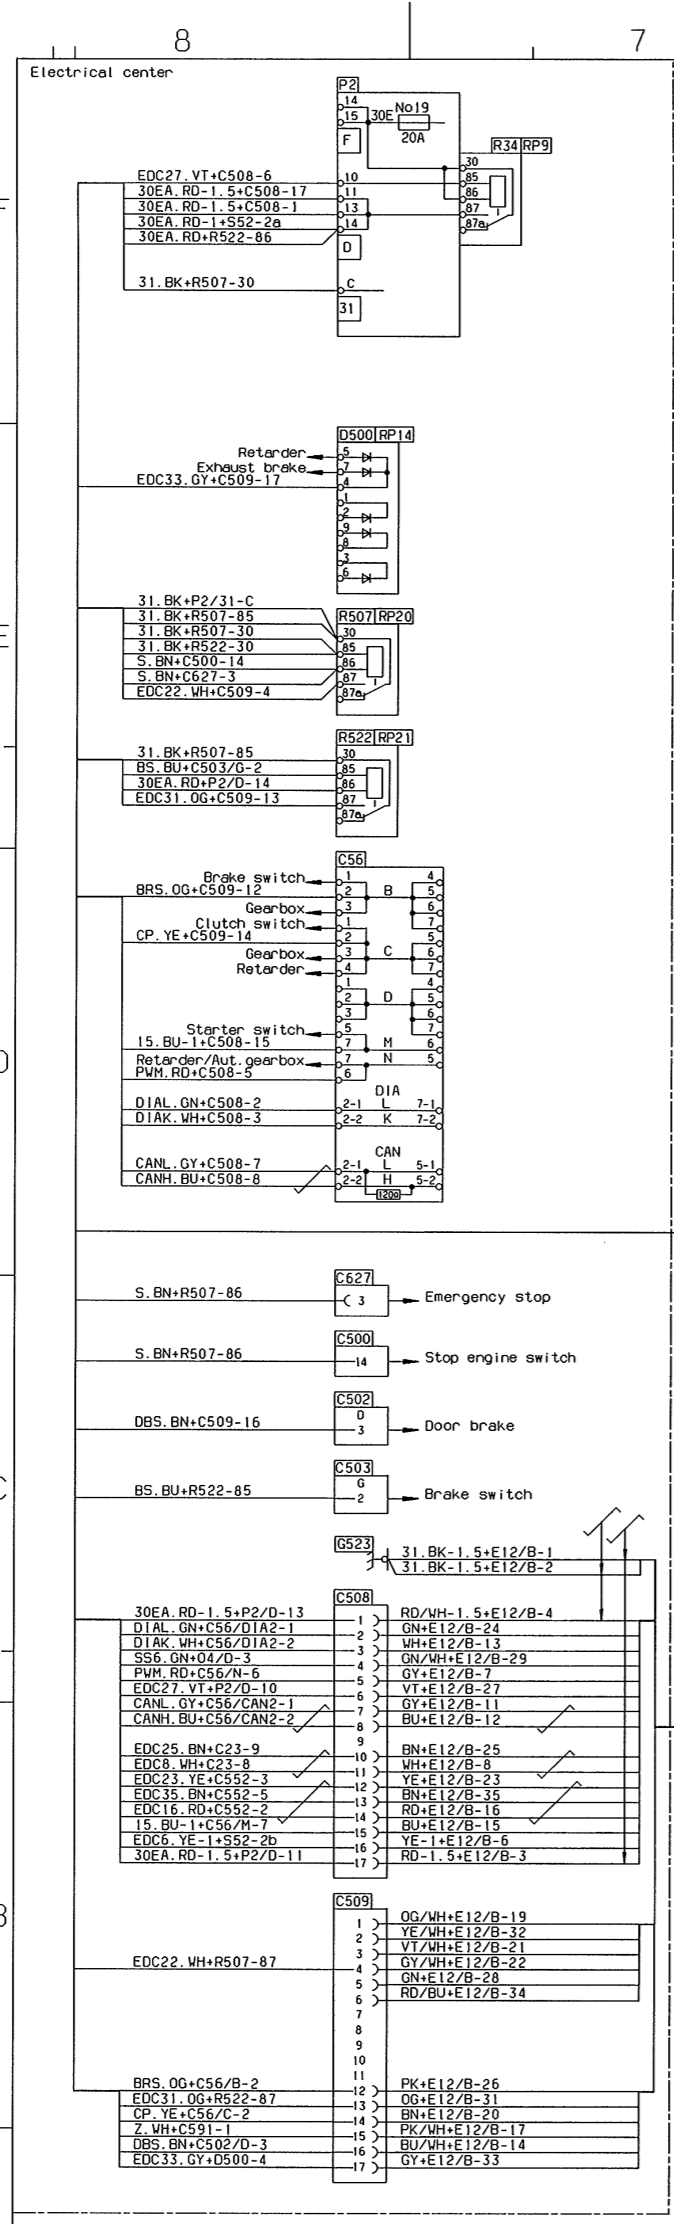 8 7
Electrical center
P2
14
15 30E No19
F 20A
R34 RP9
30
EDC27.VT+C508-6 10 85
30EA.RD-1.5+C508-17 11 86
30EA.RD-1.5+C508-1 13 87
30EA.RD-1+S52-2a 14 87a
30EA.RD+R522-86
D
31.BK+R507-30 C
31
D500 RP14
Retarder 5
Exhaust brake 7
EDC33.GY+C509-17 4
1
2
9
8
3
6
E
31.BK+P2/31-C
31.BK+R507-85 R507 RP20
31.BK+R507-30 30
31.BK+R522-30 85
S.BN+C500-14 86
S.BN+C627-3 87
EDC22.WH+C509-4 87a
R522 RP21
31.BK+R507-85 30
BS.BU+C503/G-2 85
30EA.RD+P2/D-14 86
EDC31.OG+C509-13 87
87a
C56
Brake switch 1 4
BRS.OG+C509-12 2 B 5
Gearbox 3 6
Clutch switch 1 7
CP.YE+C509-14 2 5
Gearbox 3 C 6
Retarder 4 7
1 4
2 D 5
3 6
Starter switch 5 7
15.BU-1+C508-15 7 M 6
Retarder/Aut.gearbox 7 N 5
PWM.RD+C508-5 6
D
DIA
DIAL.GN+C508-2 2-1 L 7-1
DIAK.WH+C508-3 2-2 K 7-2
CAN
CANL.GY+C508-7 2-1 L 5-1
CANH.BU+C508-8 2-2 H 5-2
120Ω
C627
S.BN+R507-86 3 Emergency stop
C500
S.BN+R507-86 14 Stop engine switch
C502
D
DBS.BN+C509-16 3 Door brake
C503
C
G
BS.BU+R522-85 2 Brake switch
G523
31.BK-1.5+E12/B-1
31.BK-1.5+E12/B-2
C508
30EA.RD-1.5+P2/D-13 1 RD/WH-1.5+E12/B-4
DIAL.GN+C56/DIA2-1 2 GN+E12/B-24
DIAK.WH+C56/DIA2-2 3 WH+E12/B-13
SS6.GN+O4/D-3 4 GN/WH+E12/B-29
PWM.RD+C56/N-6 5 GY+E12/B-7
EDC27.VT+P2/D-10 6 VT+E12/B-27
CANL.GY+C56/CAN2-1 7 GY+E12/B-11
CANH.BU+C56/CAN2-2 8 BU+E12/B-12
9
EDC25.BN+C23-9 10 BN+E12/B-25
EDC8.WH+C23-8 11 WH+E12/B-8
EDC23.YE+C552-3 12 YE+E12/B-23
EDC35.BN+C552-5 13 BN+E12/B-35
EDC16.RD+C552-2 14 RD+E12/B-16
15.BU-1+C56/M-7 15 BU+E12/B-15
EDC6.YE-1+S52-2b 16 YE-1+E12/B-6
30EA.RD-1.5+P2/D-11 17 RD-1.5+E12/B-3
C509
B
1 OG/WH+E12/B-19
2 YE/WH+E12/B-32
3 VT/WH+E12/B-21
EDC22.WH+R507-87 4 GY/WH+E12/B-22
5 GN+E12/B-28
6 RD/BU+E12/B-34
7
8
9
10
11
BRS.OG+C56/B-2 12 PK+E12/B-26
EDC31.OG+R522-87 13 OG+E12/B-31
CP.YE+C56/C-2 14 BN+E12/B-20
Z.WH+C591-1 15 PK/WH+E12/B-17
DBS.BN+C502/D-3 16 BU/WH+E12/B-14
EDC33.GY+D500-4 17 GY+E12/B-33